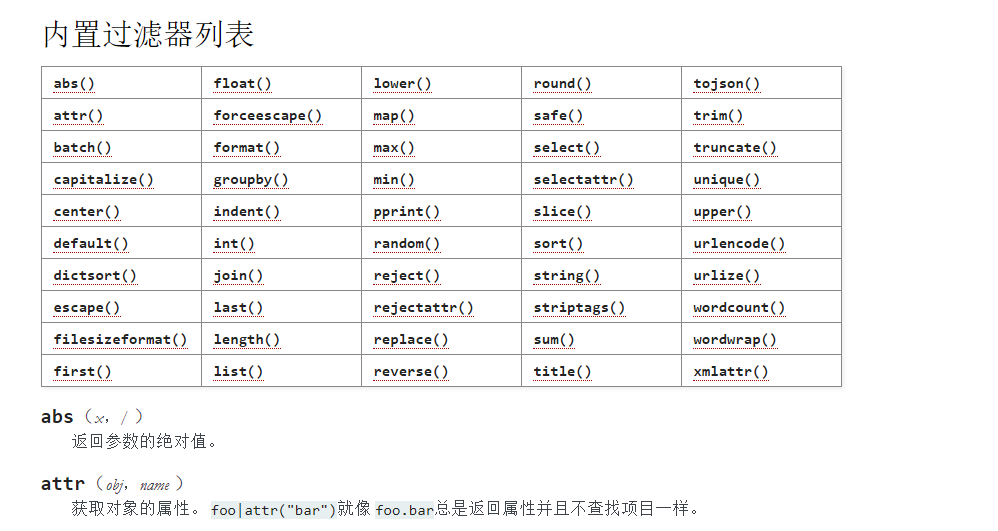 内置过滤器列表
abs() float() lower() round() tojson()
attr() forceescape() map() safe() trim()
batch() format() max() select() truncate()
capitalize() groupby() min() selectattr() unique()
center() indent() pprint() slice() upper()
default() int() random() sort() urlencode()
dictsort() join() reject() string() urlize()
escape() last() rejectattr() striptags() wordcount()
filesizeformat() length() replace() sum() wordwrap()
first() list() reverse() title() xmlattr()
abs（x，/ ）
返回参数的绝对值。
attr（obj，name ）
获取对象的属性。 foo|attr("bar")就像 foo.bar总是返回属性并且不查找项目一样。